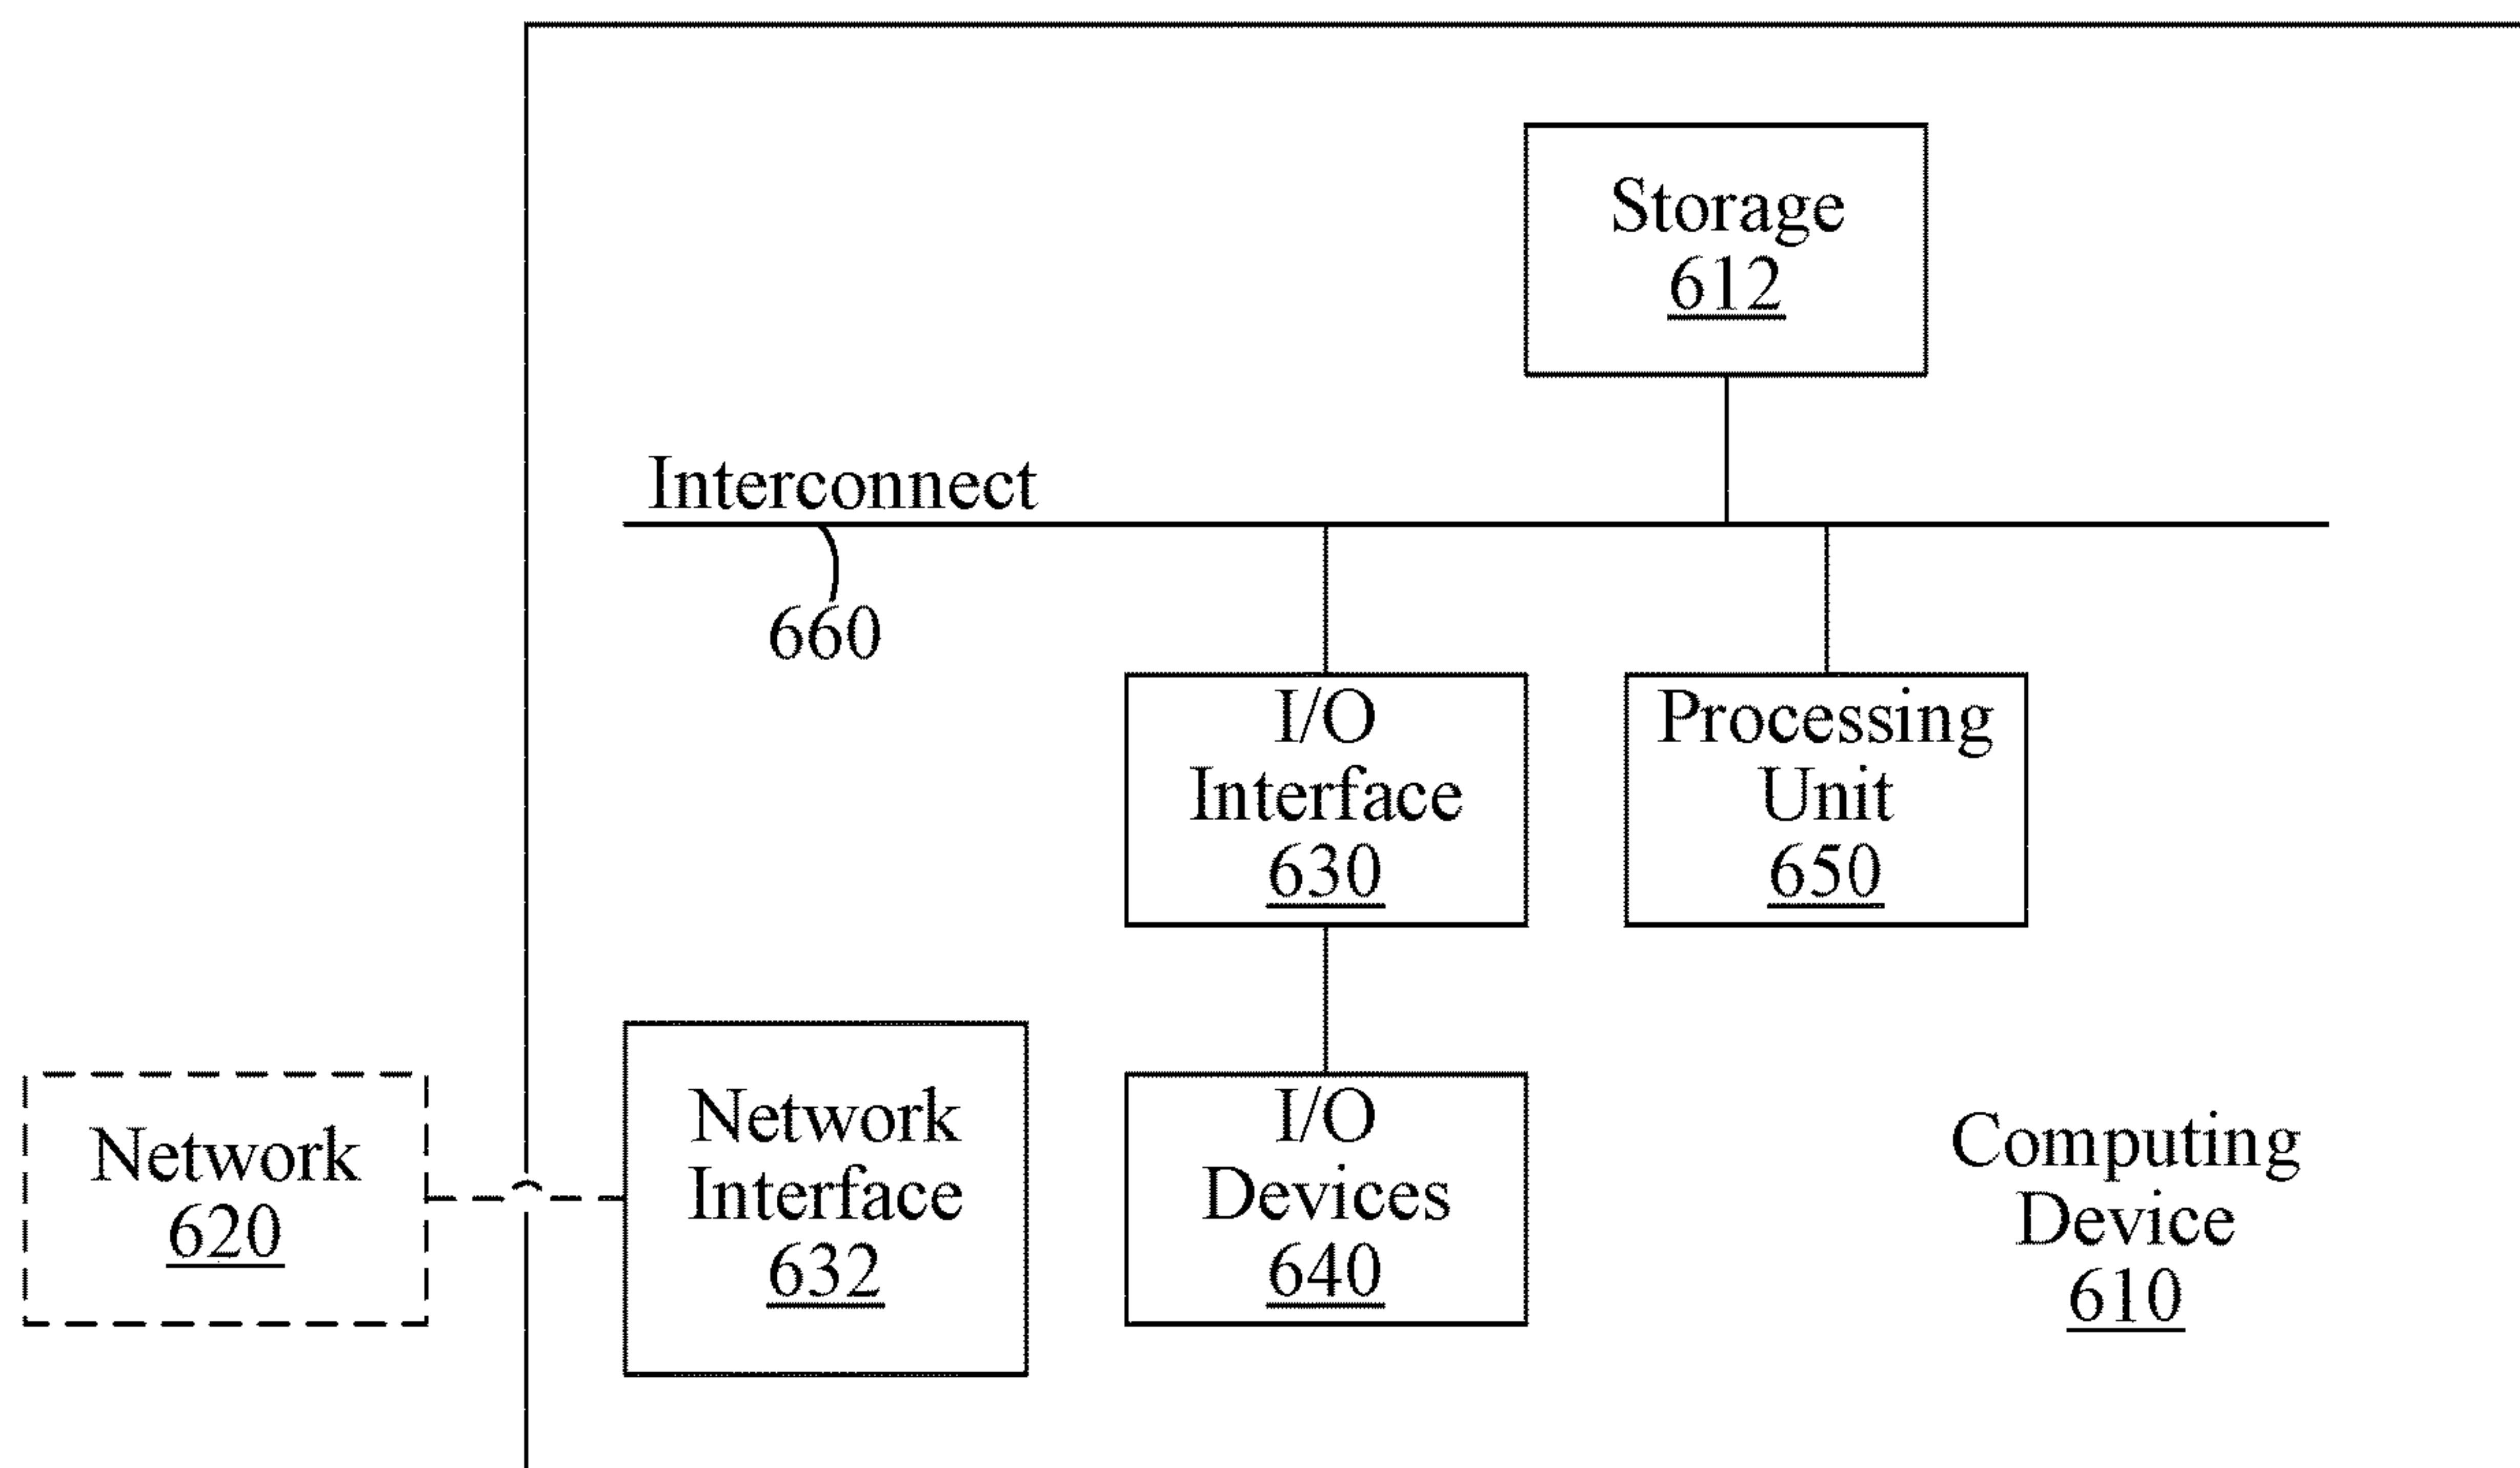 Storage
612
Interconnect
660
I/O
Interface
630
Processing
Unit
650
Network
620
Network
Interface
632
I/O
Devices
640
Computing
Device
610